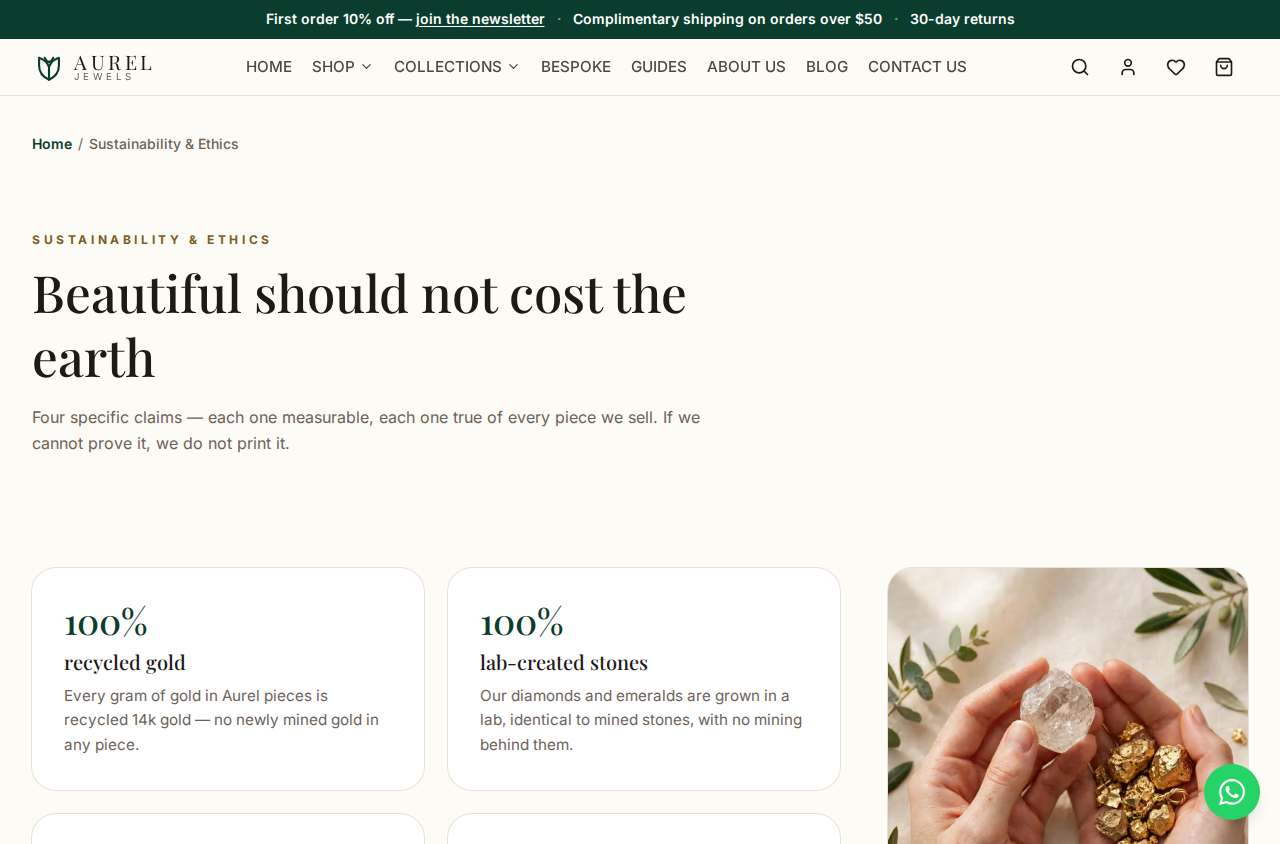 First order 10% off — join the newsletter · Complimentary shipping on orders over $50 · 30-day returns
AUREL
JEWELS
HOME SHOP COLLECTIONS BESPOKE GUIDES ABOUT US BLOG CONTACT US
Home / Sustainability & Ethics
SUSTAINABILITY & ETHICS
Beautiful should not cost the
earth
Four specific claims — each one measurable, each one true of every piece we sell. If we
cannot prove it, we do not print it.
100%
recycled gold
Every gram of gold in Aurel pieces is
recycled 14k gold — no newly mined gold in
any piece.
100%
lab-created stones
Our diamonds and emeralds are grown in a
lab, identical to mined stones, with no mining
behind them.